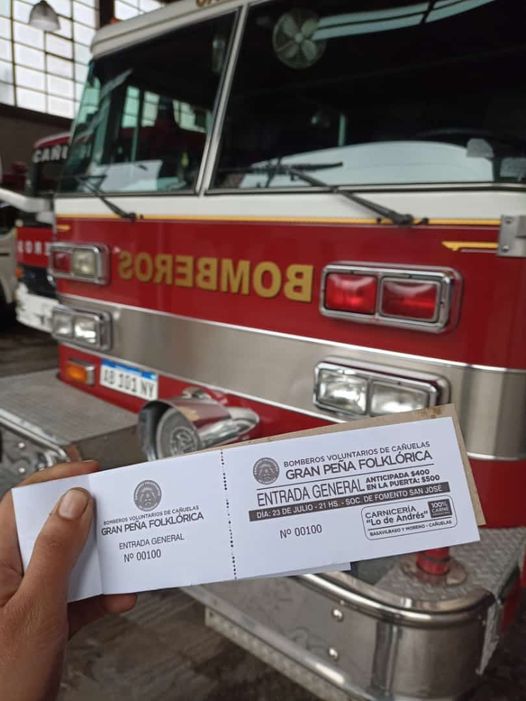 CAÑ
BOMBEROS
AB 101 NY
BOMBEROS VOLUNTARIOS DE CAÑUELAS
GRAN PEÑA FOLKLÓRICA
ENTRADA GENERAL
Nº 00100
BOMBEROS VOLUNTARIOS DE CAÑUELAS
GRAN PEÑA FOLKLÓRICA
ENTRADA GENERAL ANTICIPADA $400
EN LA PUERTA: $500
DÍA: 23 DE JULIO - 21 HS. - SOC. DE FOMENTO SAN JOSE
Nº 00100
CARNICERÍA
"Lo de Andrés"
BASAVILBASO Y MORENO - CAÑUELAS